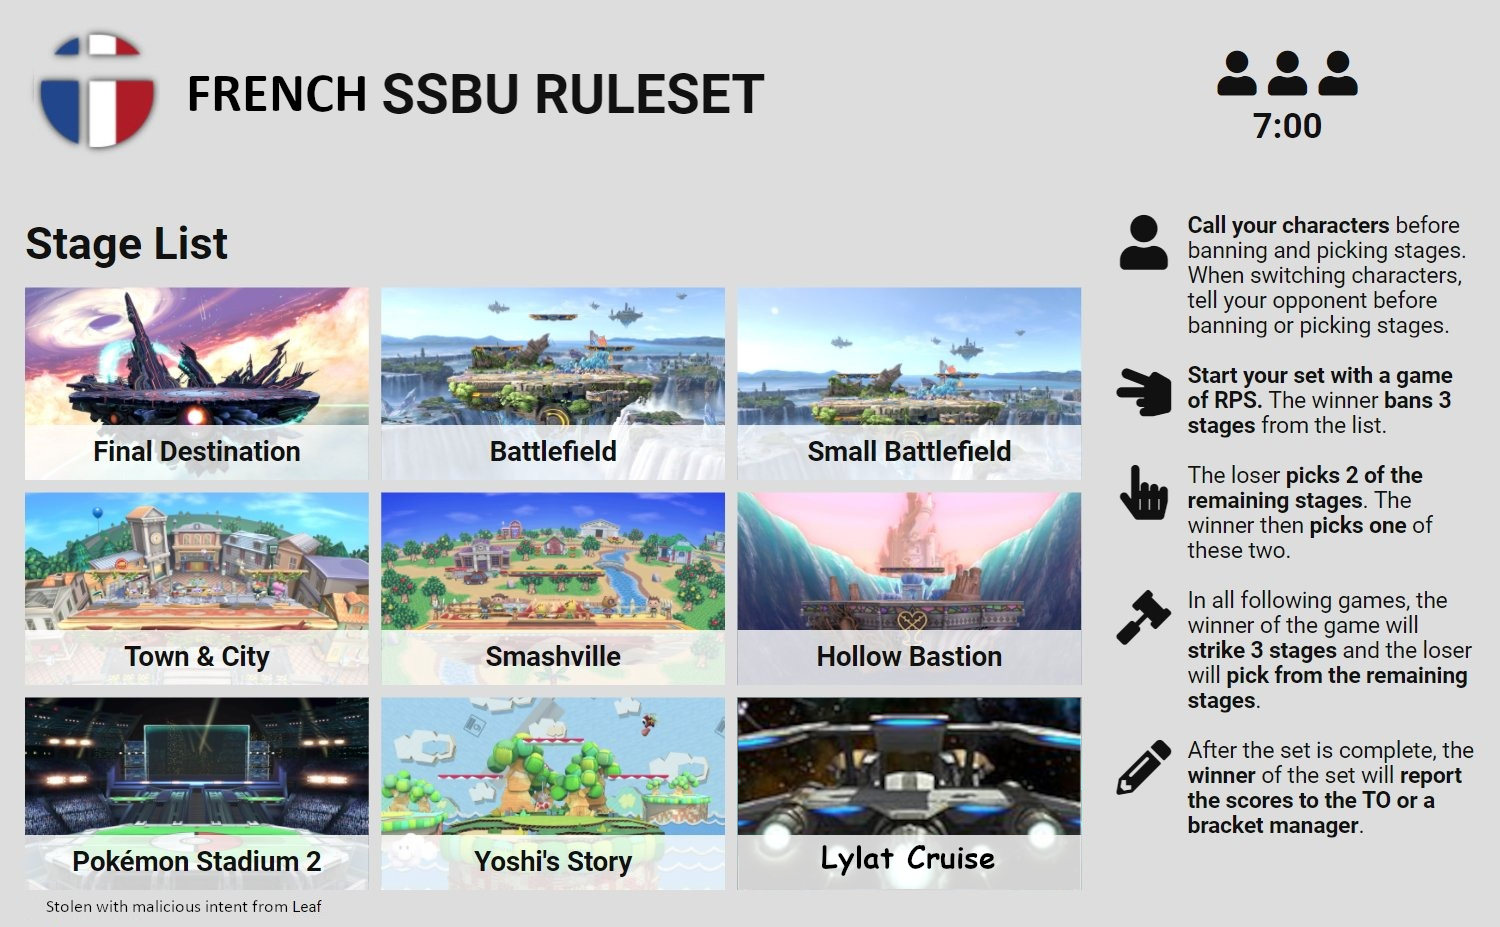 FRENCH SSBU RULESET
7:00
Stage List
Final Destination
Battlefield
Small Battlefield
Town & City
Smashville
Hollow Bastion
Pokémon Stadium 2
Yoshi's Story
Lylat Cruise
Stolen with malicious intent from Leaf
Call your characters before
banning and picking stages.
When switching characters,
tell your opponent before
banning or picking stages.
Start your set with a game
of RPS. The winner bans 3
stages from the list.
The loser picks 2 of the
remaining stages. The
winner then picks one of
these two.
In all following games, the
winner of the game will
strike 3 stages and the loser
will pick from the remaining
stages.
After the set is complete, the
winner of the set will report
the scores to the TO or a
bracket manager.